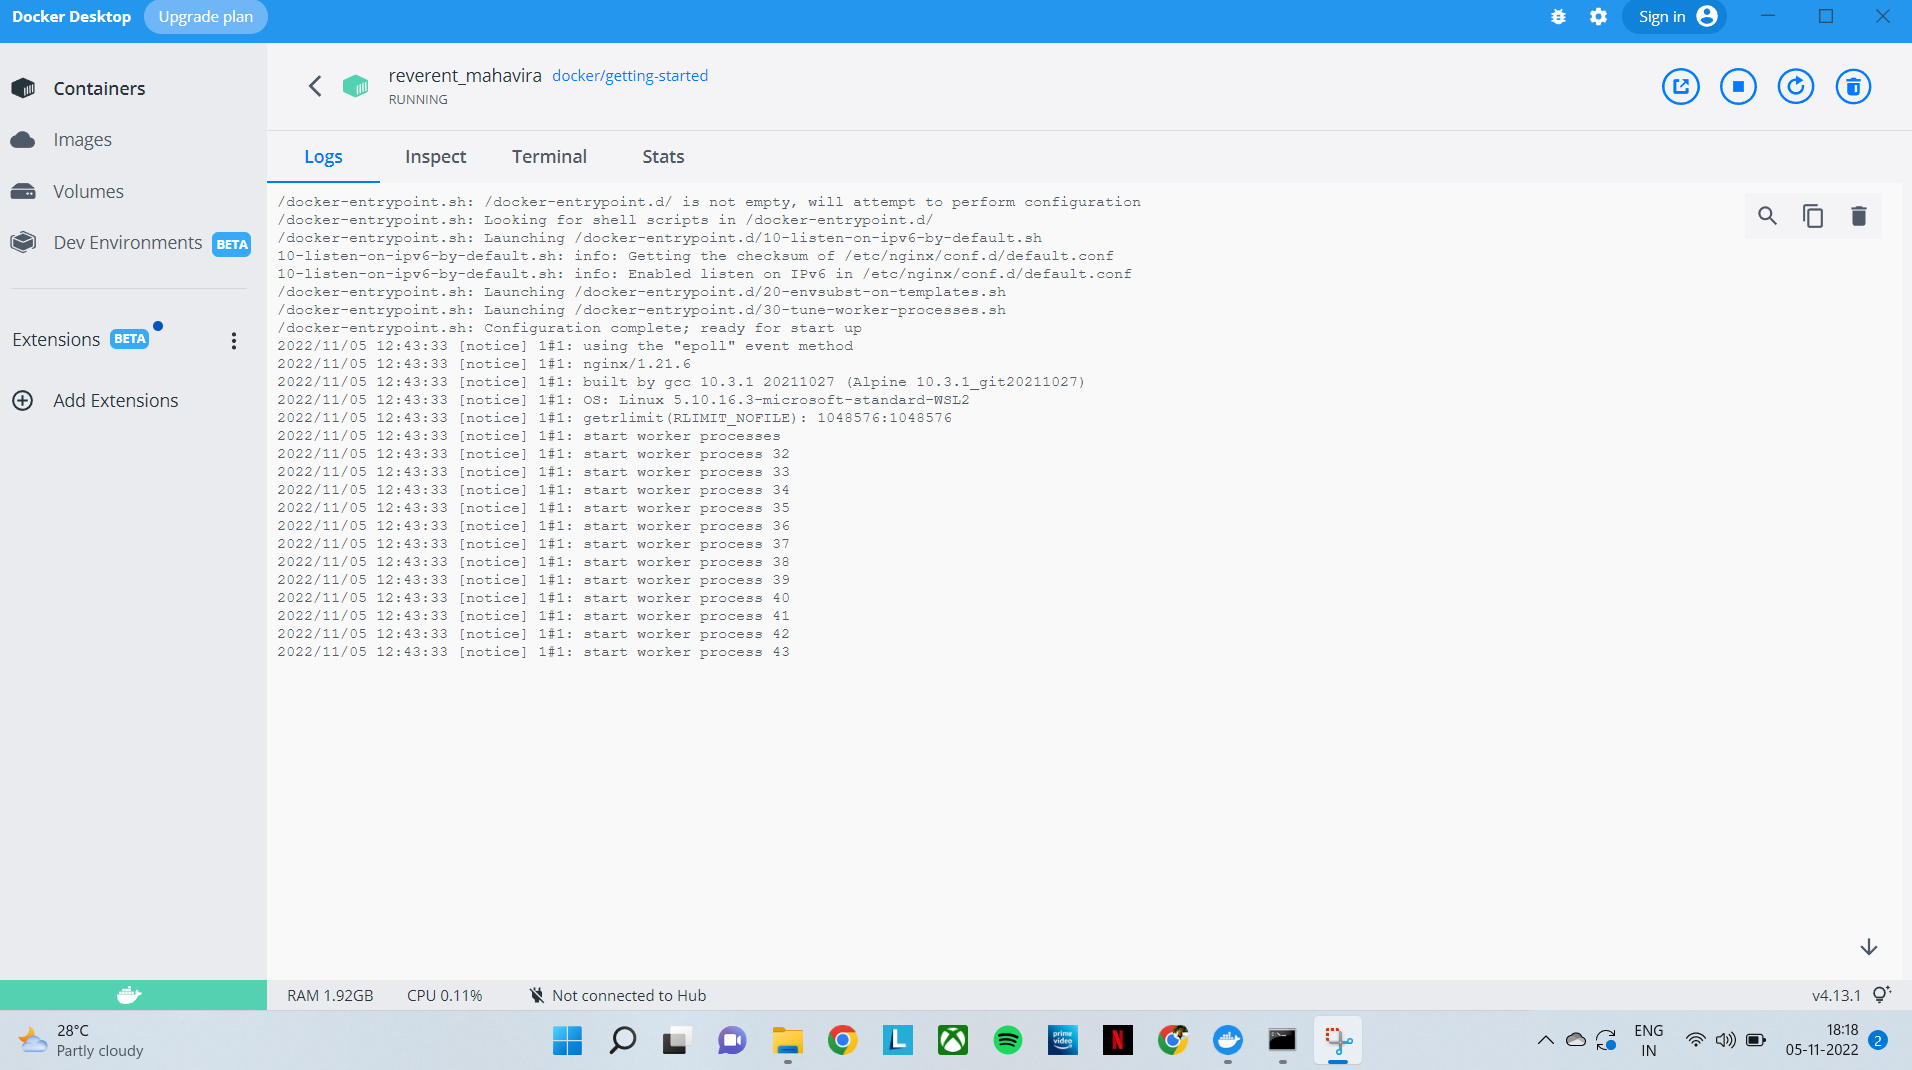 Docker Desktop Upgrade plan Sign in
Containers
Images
Volumes
Dev Environments BETA
Extensions BETA
Add Extensions
reverent_mahavira docker/getting-started
RUNNING
Logs Inspect Terminal Stats
/docker-entrypoint.sh: /docker-entrypoint.d/ is not empty, will attempt to perform configuration
/docker-entrypoint.sh: Looking for shell scripts in /docker-entrypoint.d/
/docker-entrypoint.sh: Launching /docker-entrypoint.d/10-listen-on-ipv6-by-default.sh
10-listen-on-ipv6-by-default.sh: info: Getting the checksum of /etc/nginx/conf.d/default.conf
10-listen-on-ipv6-by-default.sh: info: Enabled listen on IPv6 in /etc/nginx/conf.d/default.conf
/docker-entrypoint.sh: Launching /docker-entrypoint.d/20-envsubst-on-templates.sh
/docker-entrypoint.sh: Launching /docker-entrypoint.d/30-tune-worker-processes.sh
/docker-entrypoint.sh: Configuration complete; ready for start up
2022/11/05 12:43:33 [notice] 1#1: using the "epoll" event method
2022/11/05 12:43:33 [notice] 1#1: nginx/1.21.6
2022/11/05 12:43:33 [notice] 1#1: built by gcc 10.3.1 20211027 (Alpine 10.3.1_git20211027)
2022/11/05 12:43:33 [notice] 1#1: OS: Linux 5.10.16.3-microsoft-standard-WSL2
2022/11/05 12:43:33 [notice] 1#1: getrlimit(RLIMIT_NOFILE): 1048576:1048576
2022/11/05 12:43:33 [notice] 1#1: start worker processes
2022/11/05 12:43:33 [notice] 1#1: start worker process 32
2022/11/05 12:43:33 [notice] 1#1: start worker process 33
2022/11/05 12:43:33 [notice] 1#1: start worker process 34
2022/11/05 12:43:33 [notice] 1#1: start worker process 35
2022/11/05 12:43:33 [notice] 1#1: start worker process 36
2022/11/05 12:43:33 [notice] 1#1: start worker process 37
2022/11/05 12:43:33 [notice] 1#1: start worker process 38
2022/11/05 12:43:33 [notice] 1#1: start worker process 39
2022/11/05 12:43:33 [notice] 1#1: start worker process 40
2022/11/05 12:43:33 [notice] 1#1: start worker process 41
2022/11/05 12:43:33 [notice] 1#1: start worker process 42
2022/11/05 12:43:33 [notice] 1#1: start worker process 43
RAM 1.92GB CPU 0.11% Not connected to Hub v4.13.1
28°C
Partly cloudy
L
prime video
N
ENG
IN
18:18
05-11-2022
2